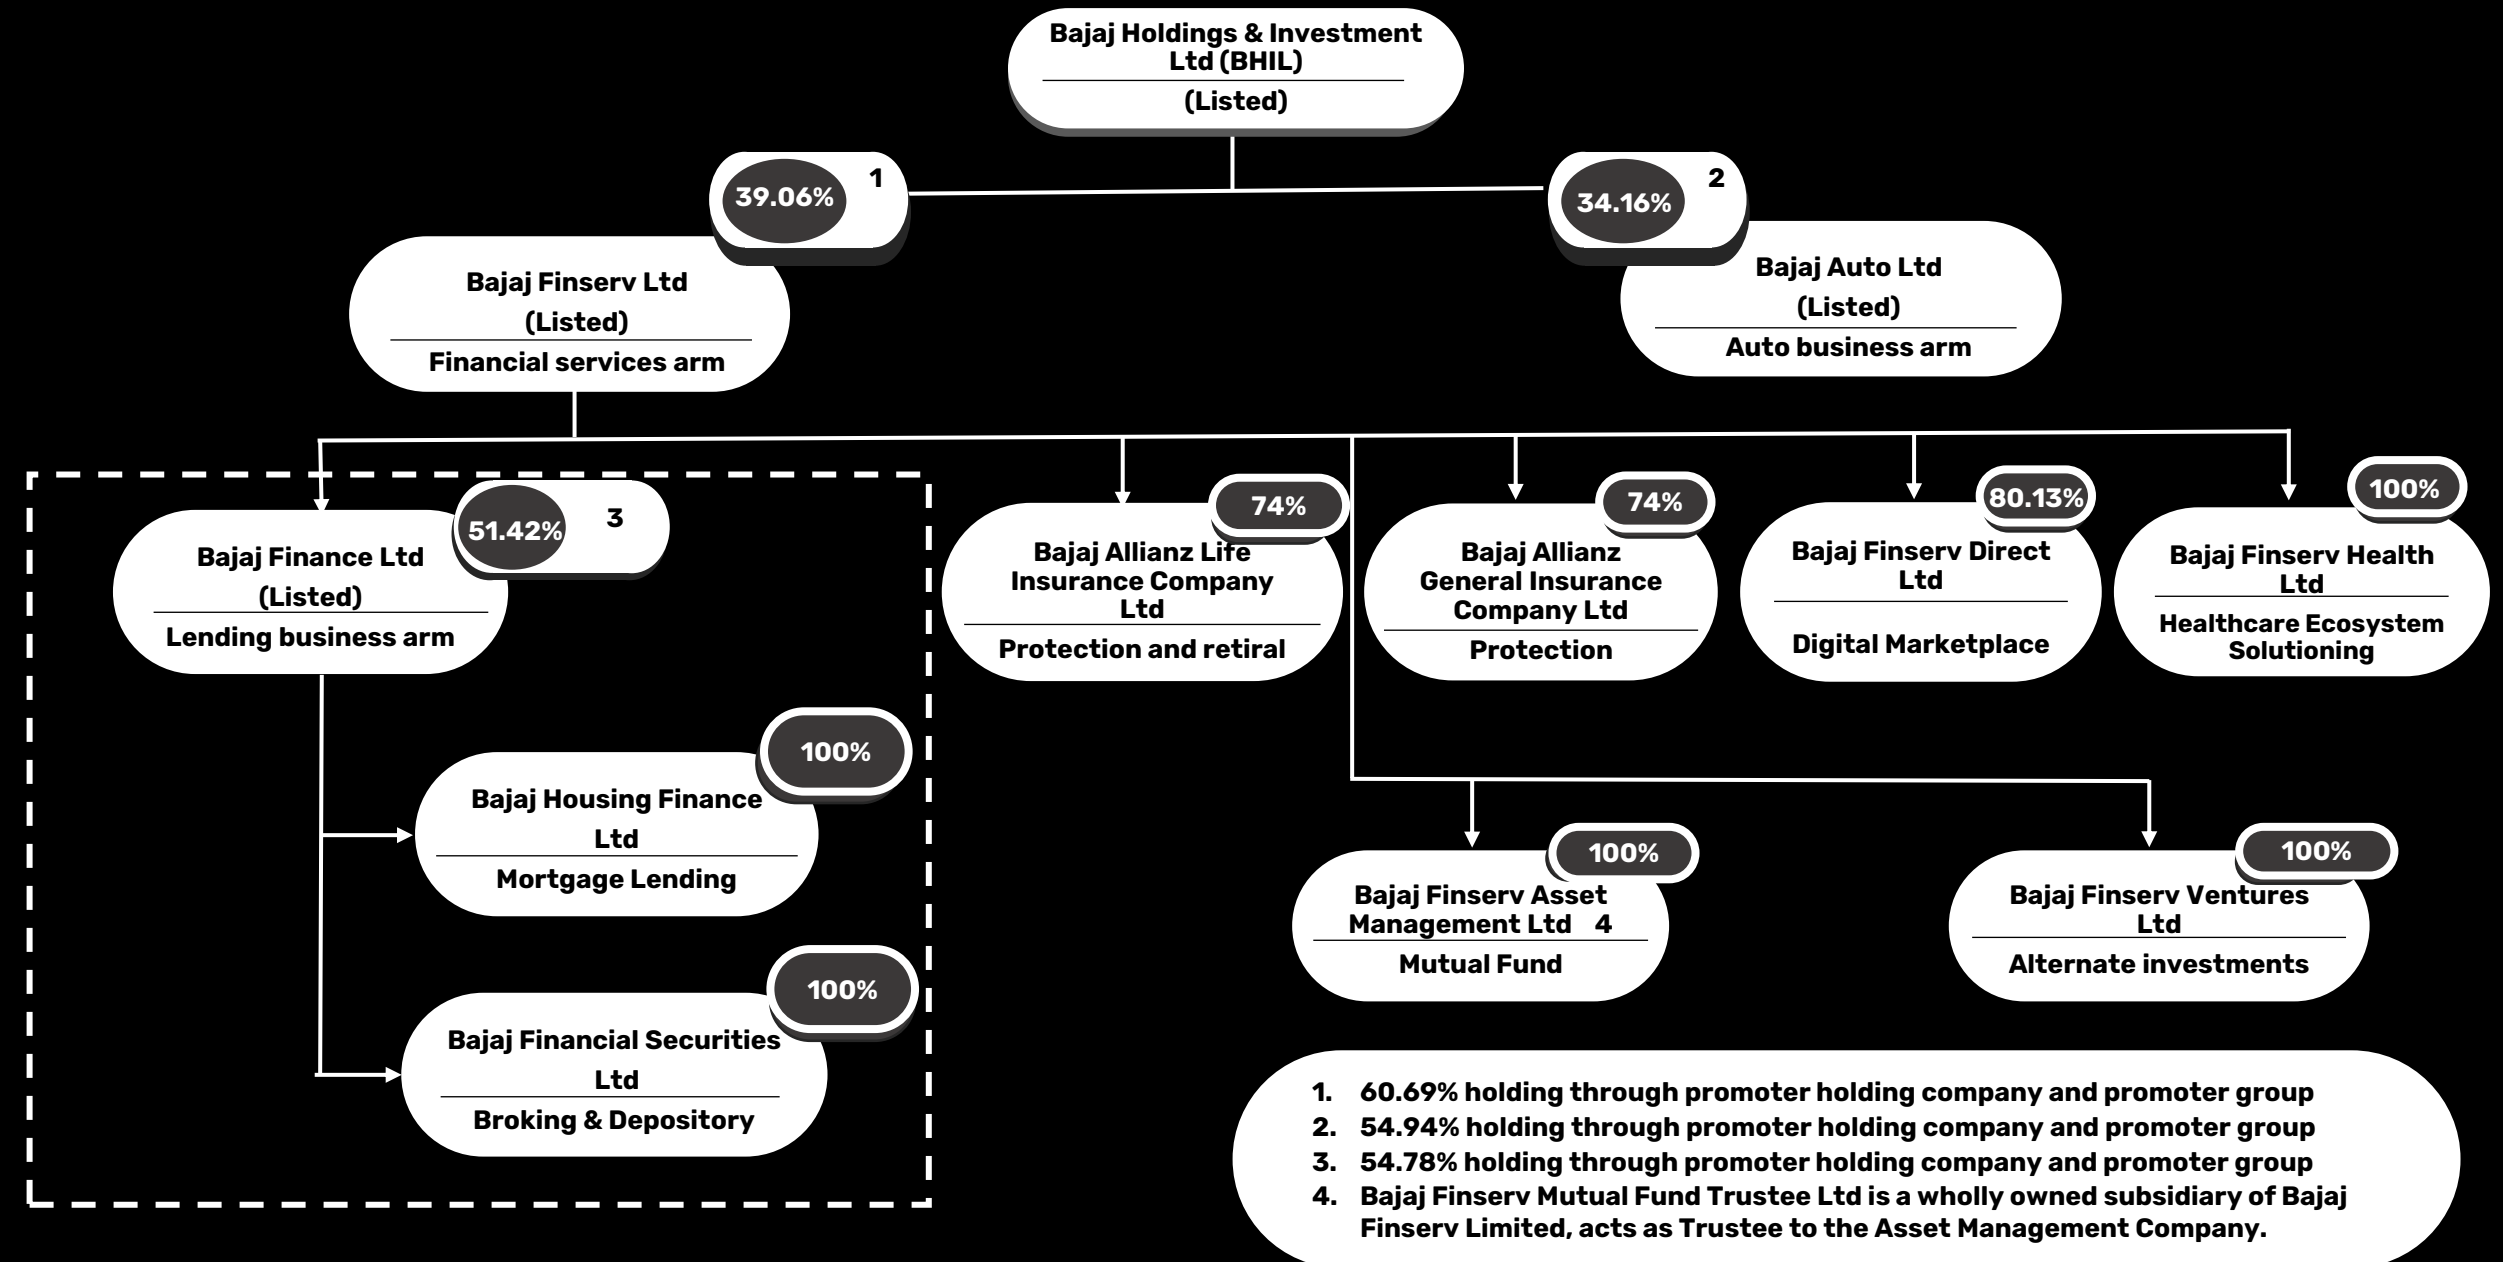 Bajaj Holdings & Investment
Ltd (BHIL)
(Listed)
39.06%
1
34.16%
2
Bajaj Finserv Ltd
(Listed)
Financial services arm
Bajaj Auto Ltd
(Listed)
Auto business arm
51.42%
3
Bajaj Finance Ltd
(Listed)
Lending business arm
74%
Bajaj Allianz Life
Insurance Company
Ltd
Protection and retiral
74%
Bajaj Allianz
General Insurance
Company Ltd
Protection
80.13%
Bajaj Finserv Direct
Ltd
Digital Marketplace
100%
Bajaj Finserv Health
Ltd
Healthcare Ecosystem
Solutioning
100%
Bajaj Housing Finance
Ltd
Mortgage Lending
100%
Bajaj Finserv Asset
Management Ltd 4
Mutual Fund
100%
Bajaj Finserv Ventures
Ltd
Alternate investments
100%
Bajaj Financial Securities
Ltd
Broking & Depository
1. 60.69% holding through promoter holding company and promoter group
2. 54.94% holding through promoter holding company and promoter group
3. 54.78% holding through promoter holding company and promoter group
4. Bajaj Finserv Mutual Fund Trustee Ltd is a wholly owned subsidiary of Bajaj
Finserv Limited, acts as Trustee to the Asset Management Company.